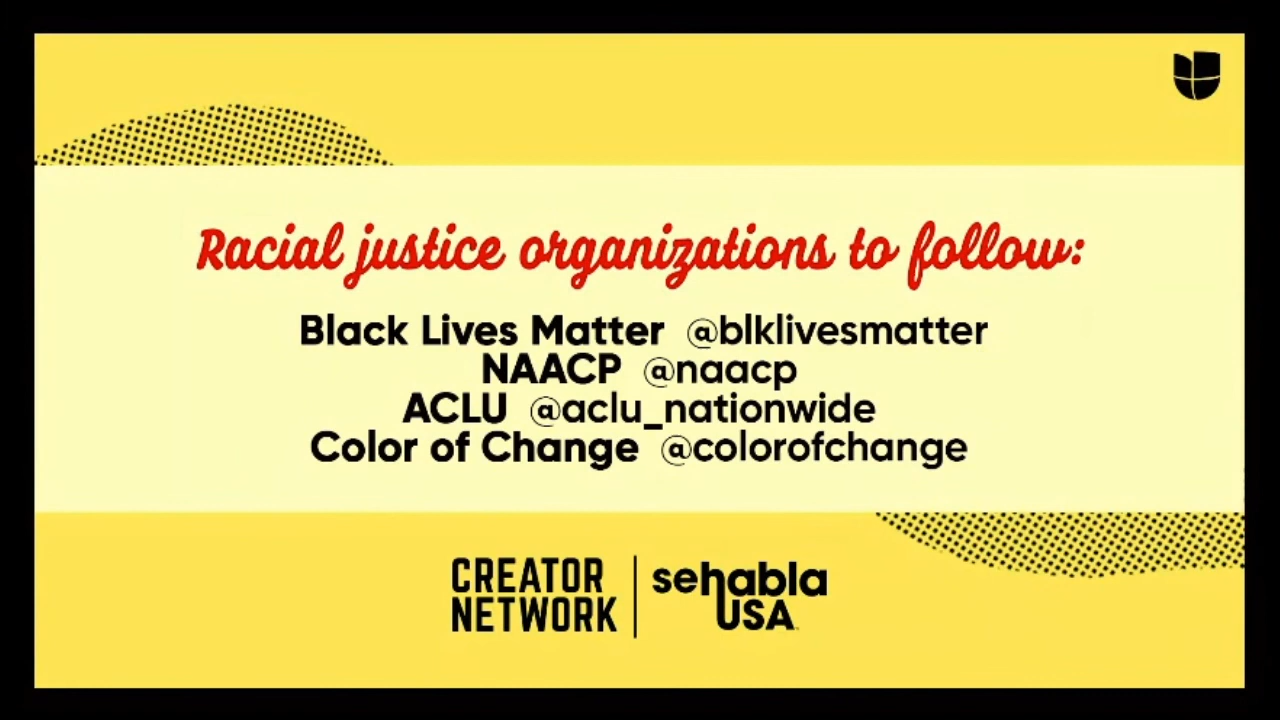 Racial justice organizations to follow:
Black Lives Matter @blklivesmatter
NAACP @naacp
ACLU @aclu_nationwide
Color of Change @colorofchange
CREATOR
NETWORK
sehabla
USA